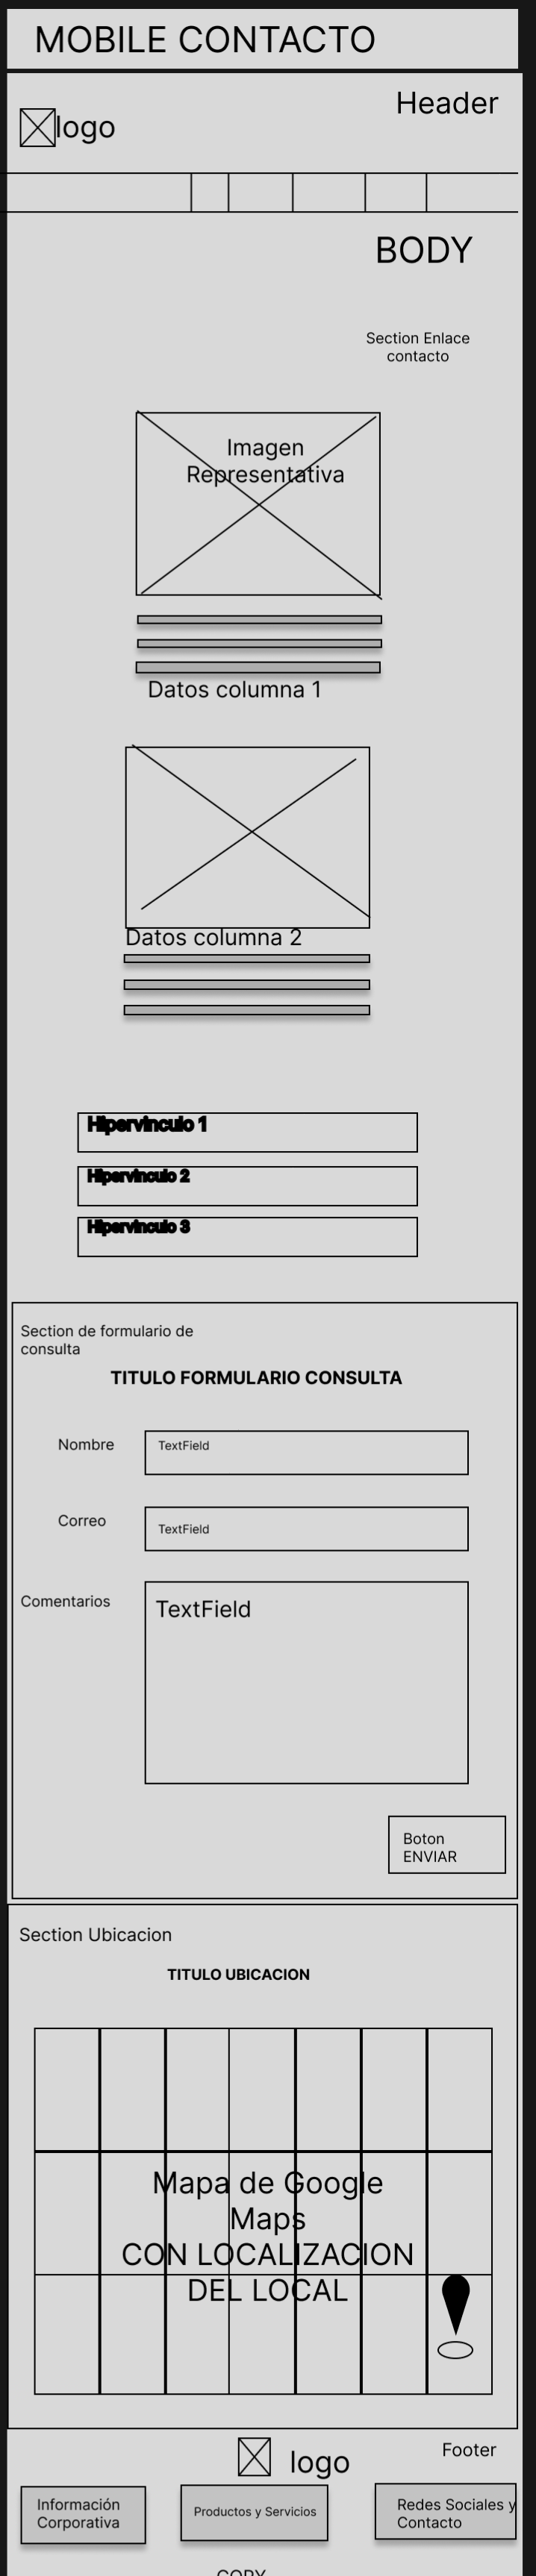 MOBILE CONTACTO
Header
logo
BODY
Section Enlace
contacto
Imagen
Representativa
Datos columna 1
Datos columna 2
Hipervinculo 1
Hipervinculo 2
Hipervinculo 3
Section de formulario de
consulta
TITULO FORMULARIO CONSULTA
Nombre
TextField
Correo
TextField
Comentarios
TextField
Boton
ENVIAR
Section Ubicacion
TITULO UBICACION
Mapa de Google
Maps
CON LOCALIZACION
DEL LOCAL
Footer
logo
Información
Corporativa
Productos y Servicios
Redes Sociales y
Contacto
COPY